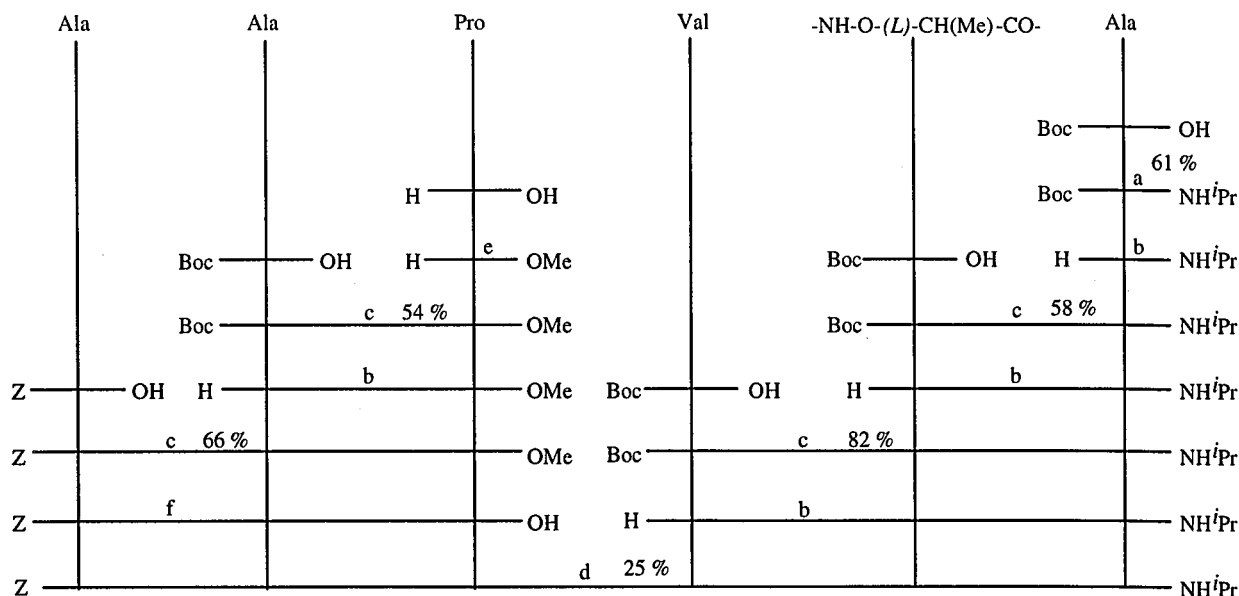 Ala Ala Pro Val -NH-O-(L)-CH(Me)-CO- Ala
Boc OH
61 %
H OH Boc a NHiPr
Boc OH H e OMe Boc OH H b NHiPr
Boc c 54 % OMe Boc c 58 % NHiPr
Z OH H b OMe Boc OH H b NHiPr
Z c 66 % OMe Boc c 82 % NHiPr
Z f OH H b NHiPr
Z d 25 % NHiPr